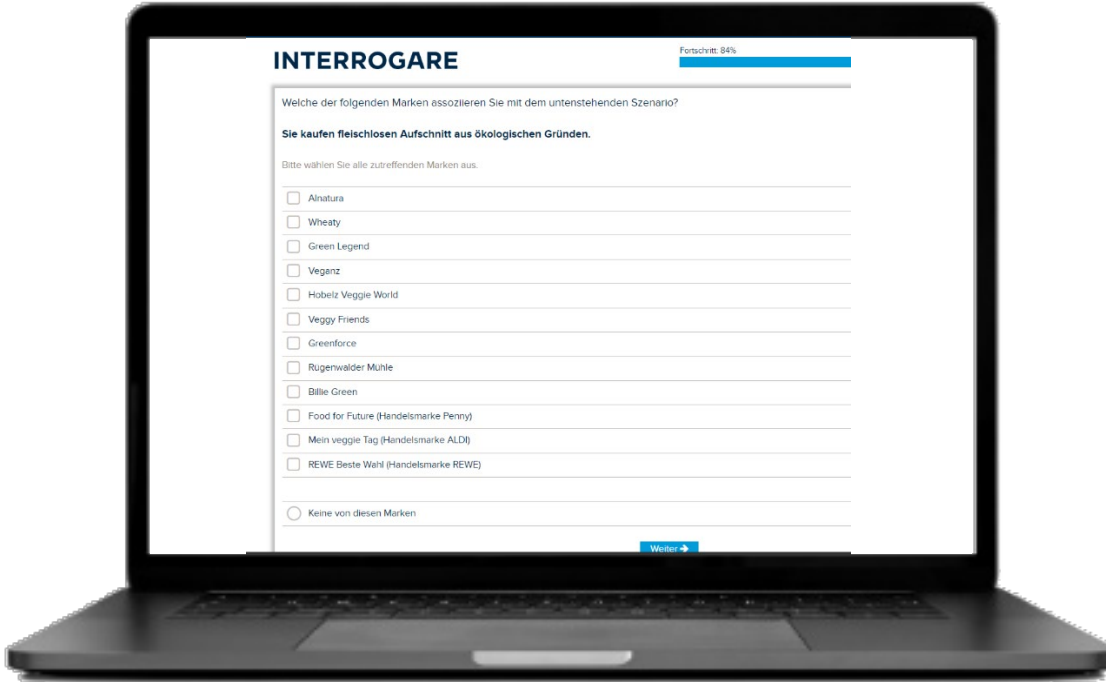 INTERROGARE
Fortschritt: 84%
Welche der folgenden Marken assoziieren Sie mit dem untenstehenden Szenario?
Sie kaufen fleischlosen Aufschnitt aus ökologischen Gründen.
Bitte wählen Sie alle zutreffenden Marken aus.
Alnatura
Wheaty
Green Legend
Veganz
Hobelz Veggie World
Veggy Friends
Greenforce
Rügenwalder Mühle
Billie Green
Food for Future (Handelsmarke Penny)
Mein veggie Tag (Handelsmarke ALDI)
REWE Beste Wahl (Handelsmarke REWE)
Keine von diesen Marken
Weiter →